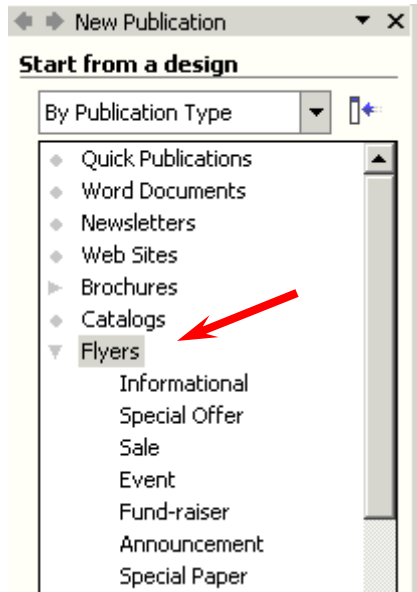 New Publication
Start from a design
By Publication Type
Quick Publications
Word Documents
Newsletters
Web Sites
Brochures
Catalogs
Flyers
Informational
Special Offer
Sale
Event
Fund-raiser
Announcement
Special Paper